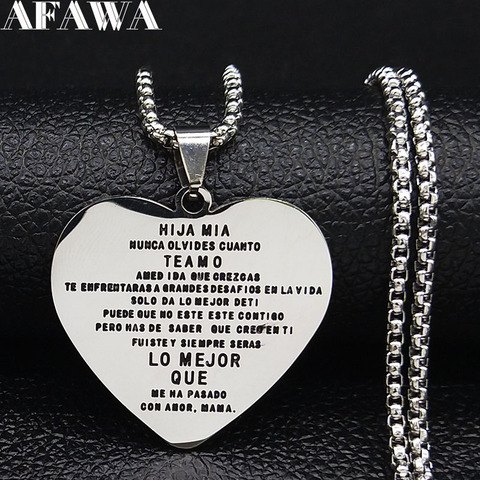 AFAWA
HIJA MIA
NUNCA OLVIDES CUANTO
TEAMO
AMED IDA QUE CREZCAS
TE ENFRENTARAS A GRANDES DESAFIOS EN LA VIDA
SOLO DA LO MEJOR DETI
PUEDE QUE NO ESTE ESTE CONTIGO
PERO HAS DE SABER QUE CREO EN TI
FUISTE Y SIEMPRE SERAS
LO MEJOR
QUE
ME HA PASADO
CON AMOR, MAMA.